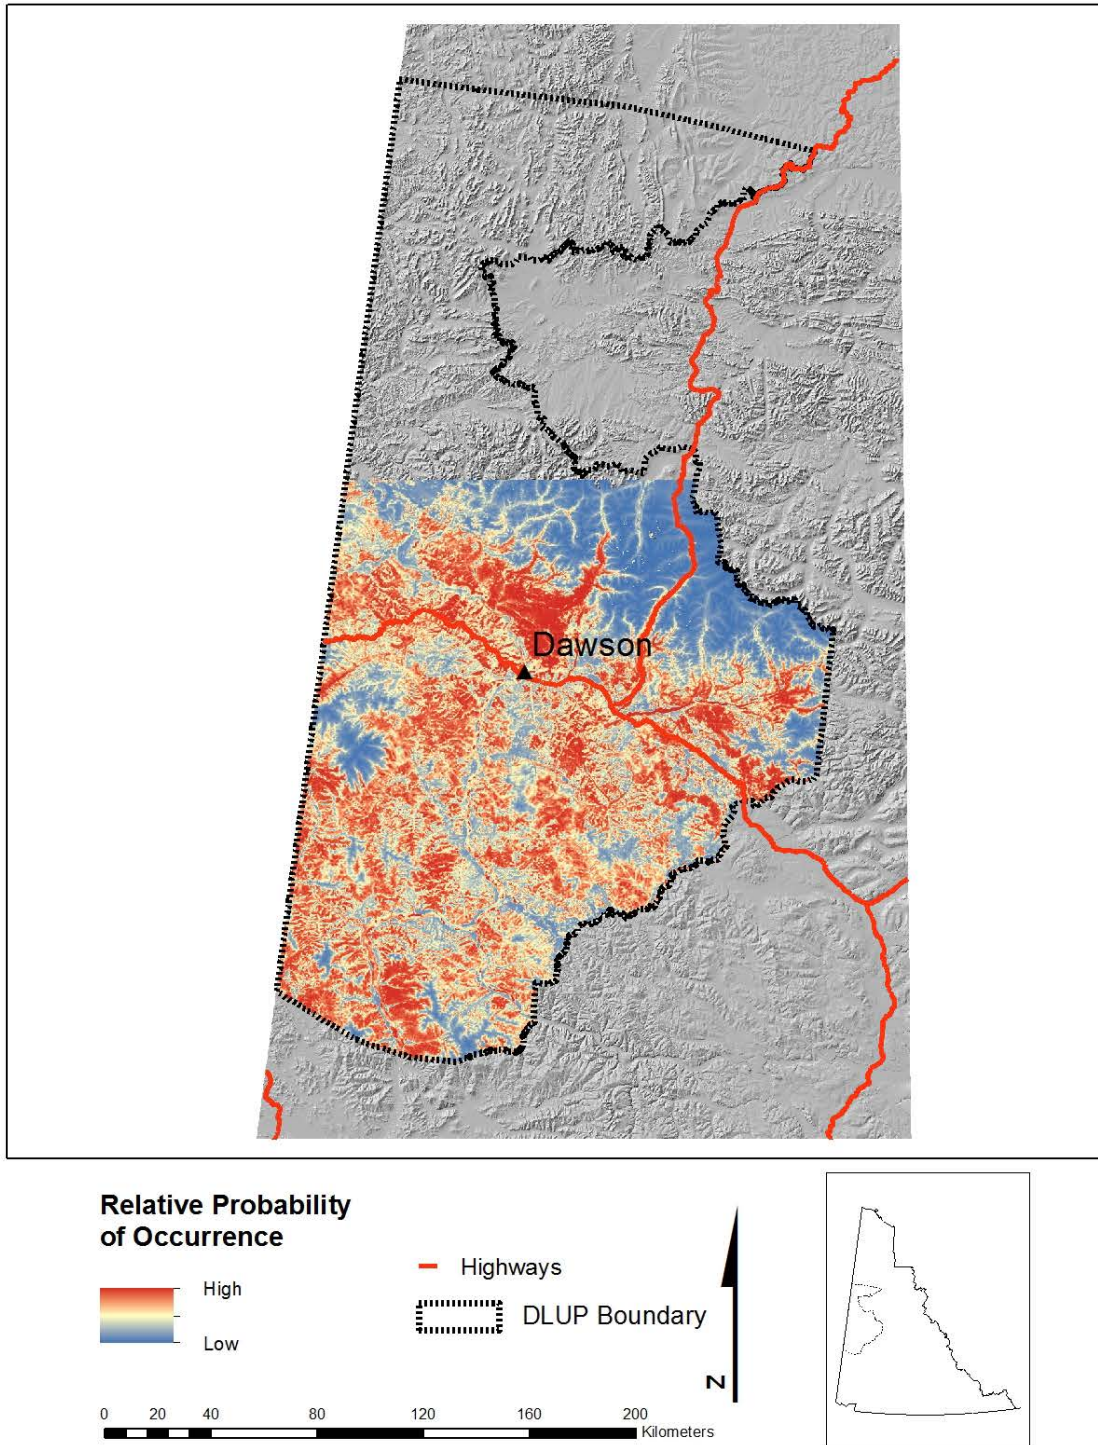 Dawson
Relative Probability
of Occurrence
High
Low
Highways
DLUP Boundary
N
0 20 40 80 120 160 200
Kilometers